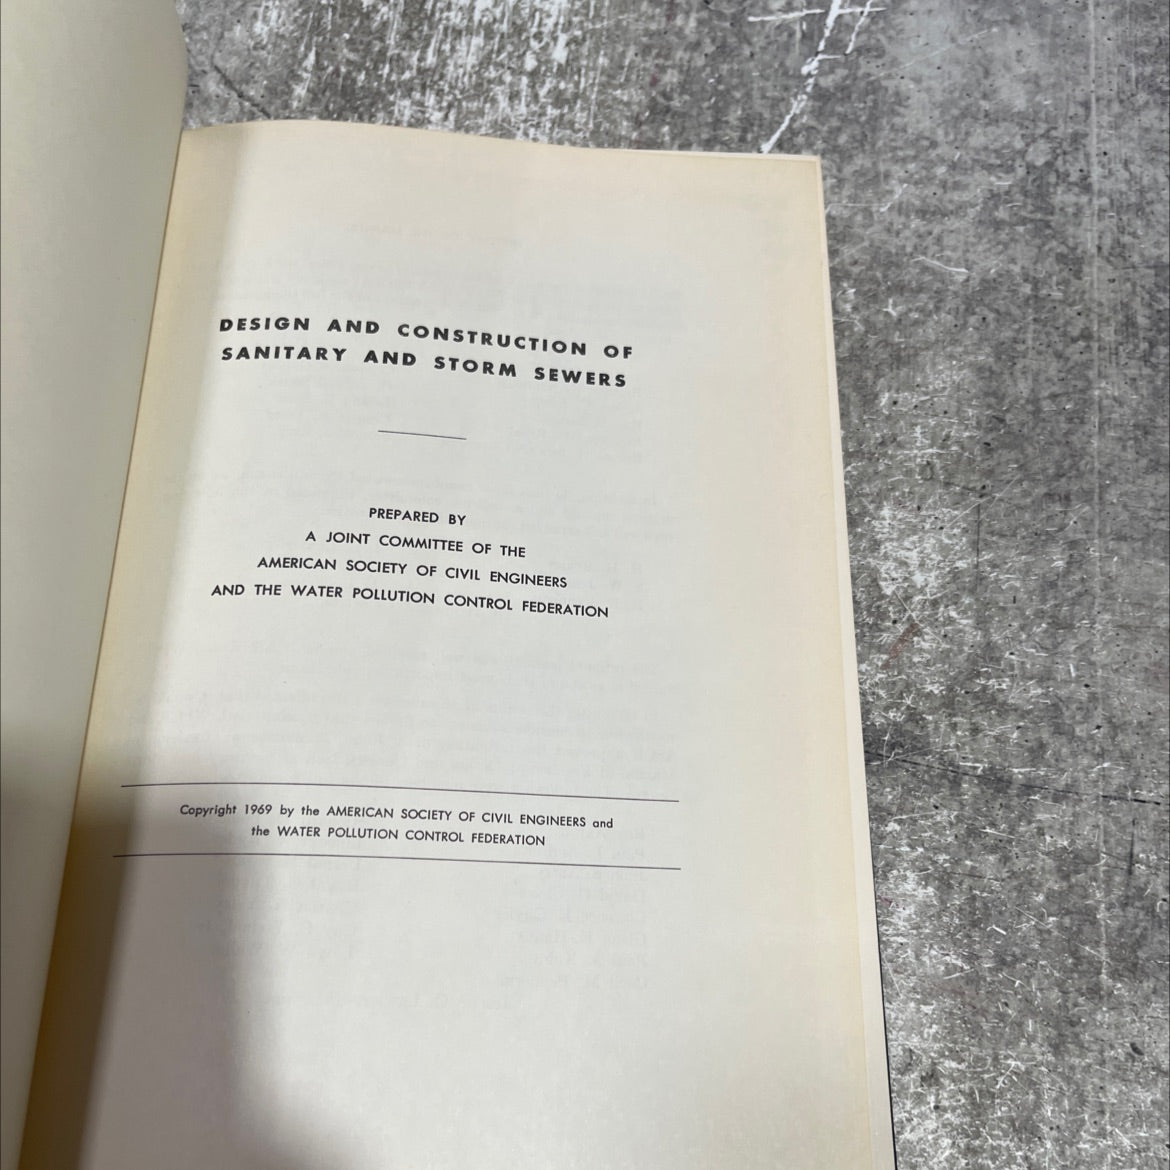 DESIGN AND CONSTRUCTION OF
SANITARY AND STORM SEWERS
PREPARED BY
A JOINT COMMITTEE OF THE
AMERICAN SOCIETY OF CIVIL ENGINEERS
AND THE WATER POLLUTION CONTROL FEDERATION
Copyright 1969 by the AMERICAN SOCIETY OF CIVIL ENGINEERS and
the WATER POLLUTION CONTROL FEDERATION